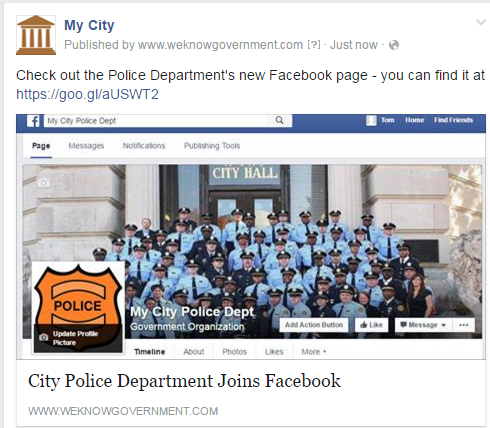 My City
Published by www.weknowgovernment.com [?] · Just now ·
Check out the Police Department's new Facebook page - you can find it at
https://goo.gl/aUSWT2
f My City Police Dept Tom Home Find Friends
Page Messages Notifications Publishing Tools
CITY HALL
POLICE
My City Police Dept
Update Profile
Picture
Government Organization
Add Action Button Like Message ▾ •••
Timeline About Photos Likes More ▾
City Police Department Joins Facebook
WWW.WEKNOWGOVERNMENT.COM